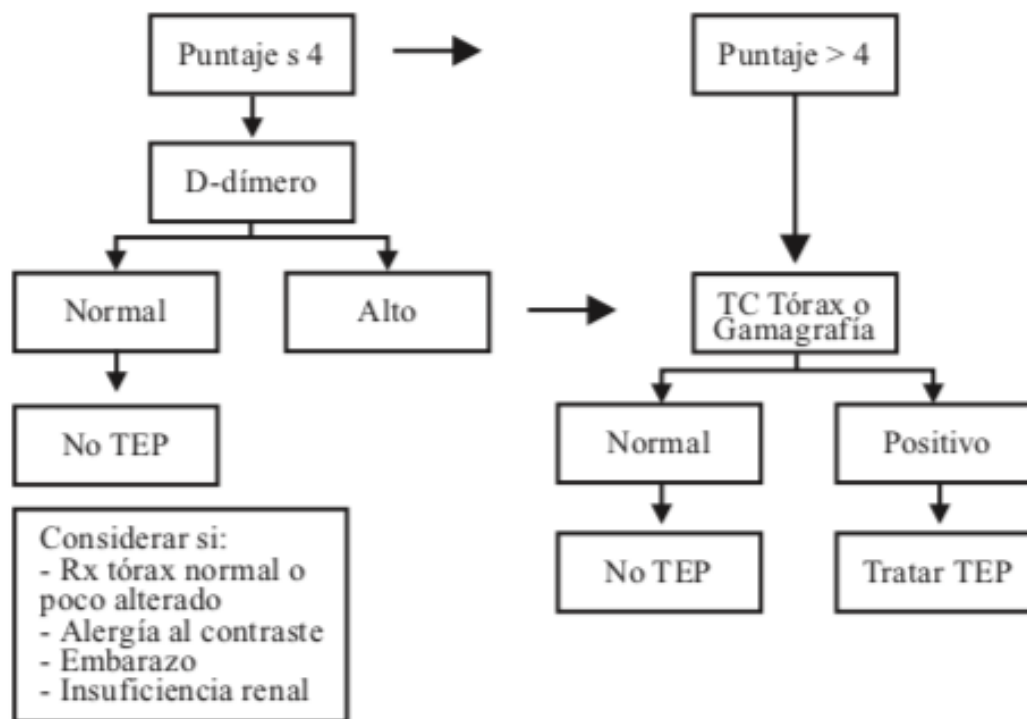 Puntaje s 4
Puntaje > 4
D-dímero
Normal
Alto
TC Tórax o
Gamagrafía
No TEP
Normal
Positivo
No TEP
Tratar TEP
Considerar si:
- Rx tórax normal o
poco alterado
- Alergía al contraste
- Embarazo
- Insuficiencia renal